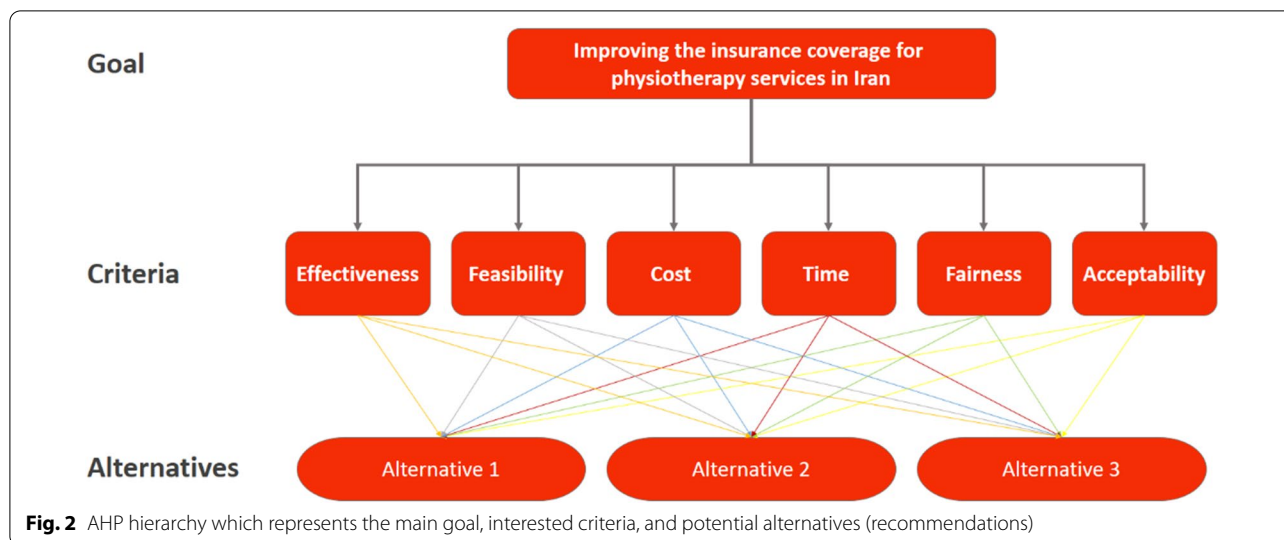 Goal
Improving the insurance coverage for
physiotherapy services in Iran
Criteria
Effectiveness
Feasibility
Cost
Time
Fairness
Acceptability
Alternatives
Alternative 1
Alternative 2
Alternative 3
Fig. 2 AHP hierarchy which represents the main goal, interested criteria, and potential alternatives (recommendations)